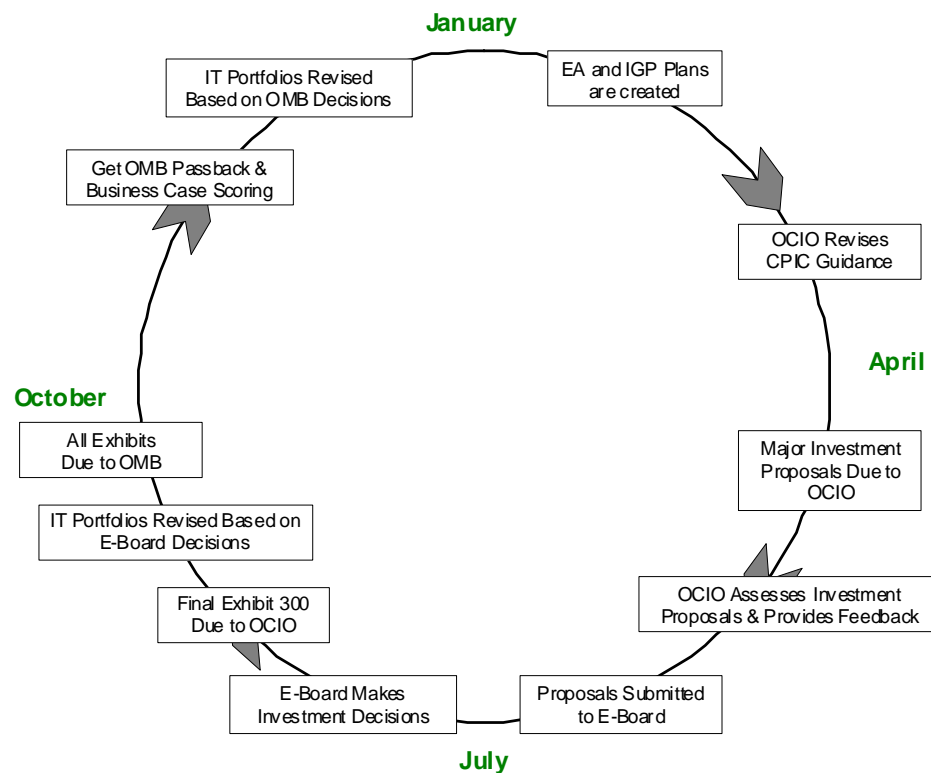 January
EA and IGP Plans
are created
OCIO Revises
CPIC Guidance
April
Major Investment
Proposals Due to
OCIO
OCIO Assesses Investment
Proposals & Provides Feedback
Proposals Submitted
to E-Board
July
E-Board Makes
Investment Decisions
Final Exhibit 300
Due to OCIO
IT Portfolios Revised Based on
E-Board Decisions
All Exhibits
Due to OMB
October
Get OMB Passback &
Business Case Scoring
IT Portfolios Revised
Based on OMB Decisions